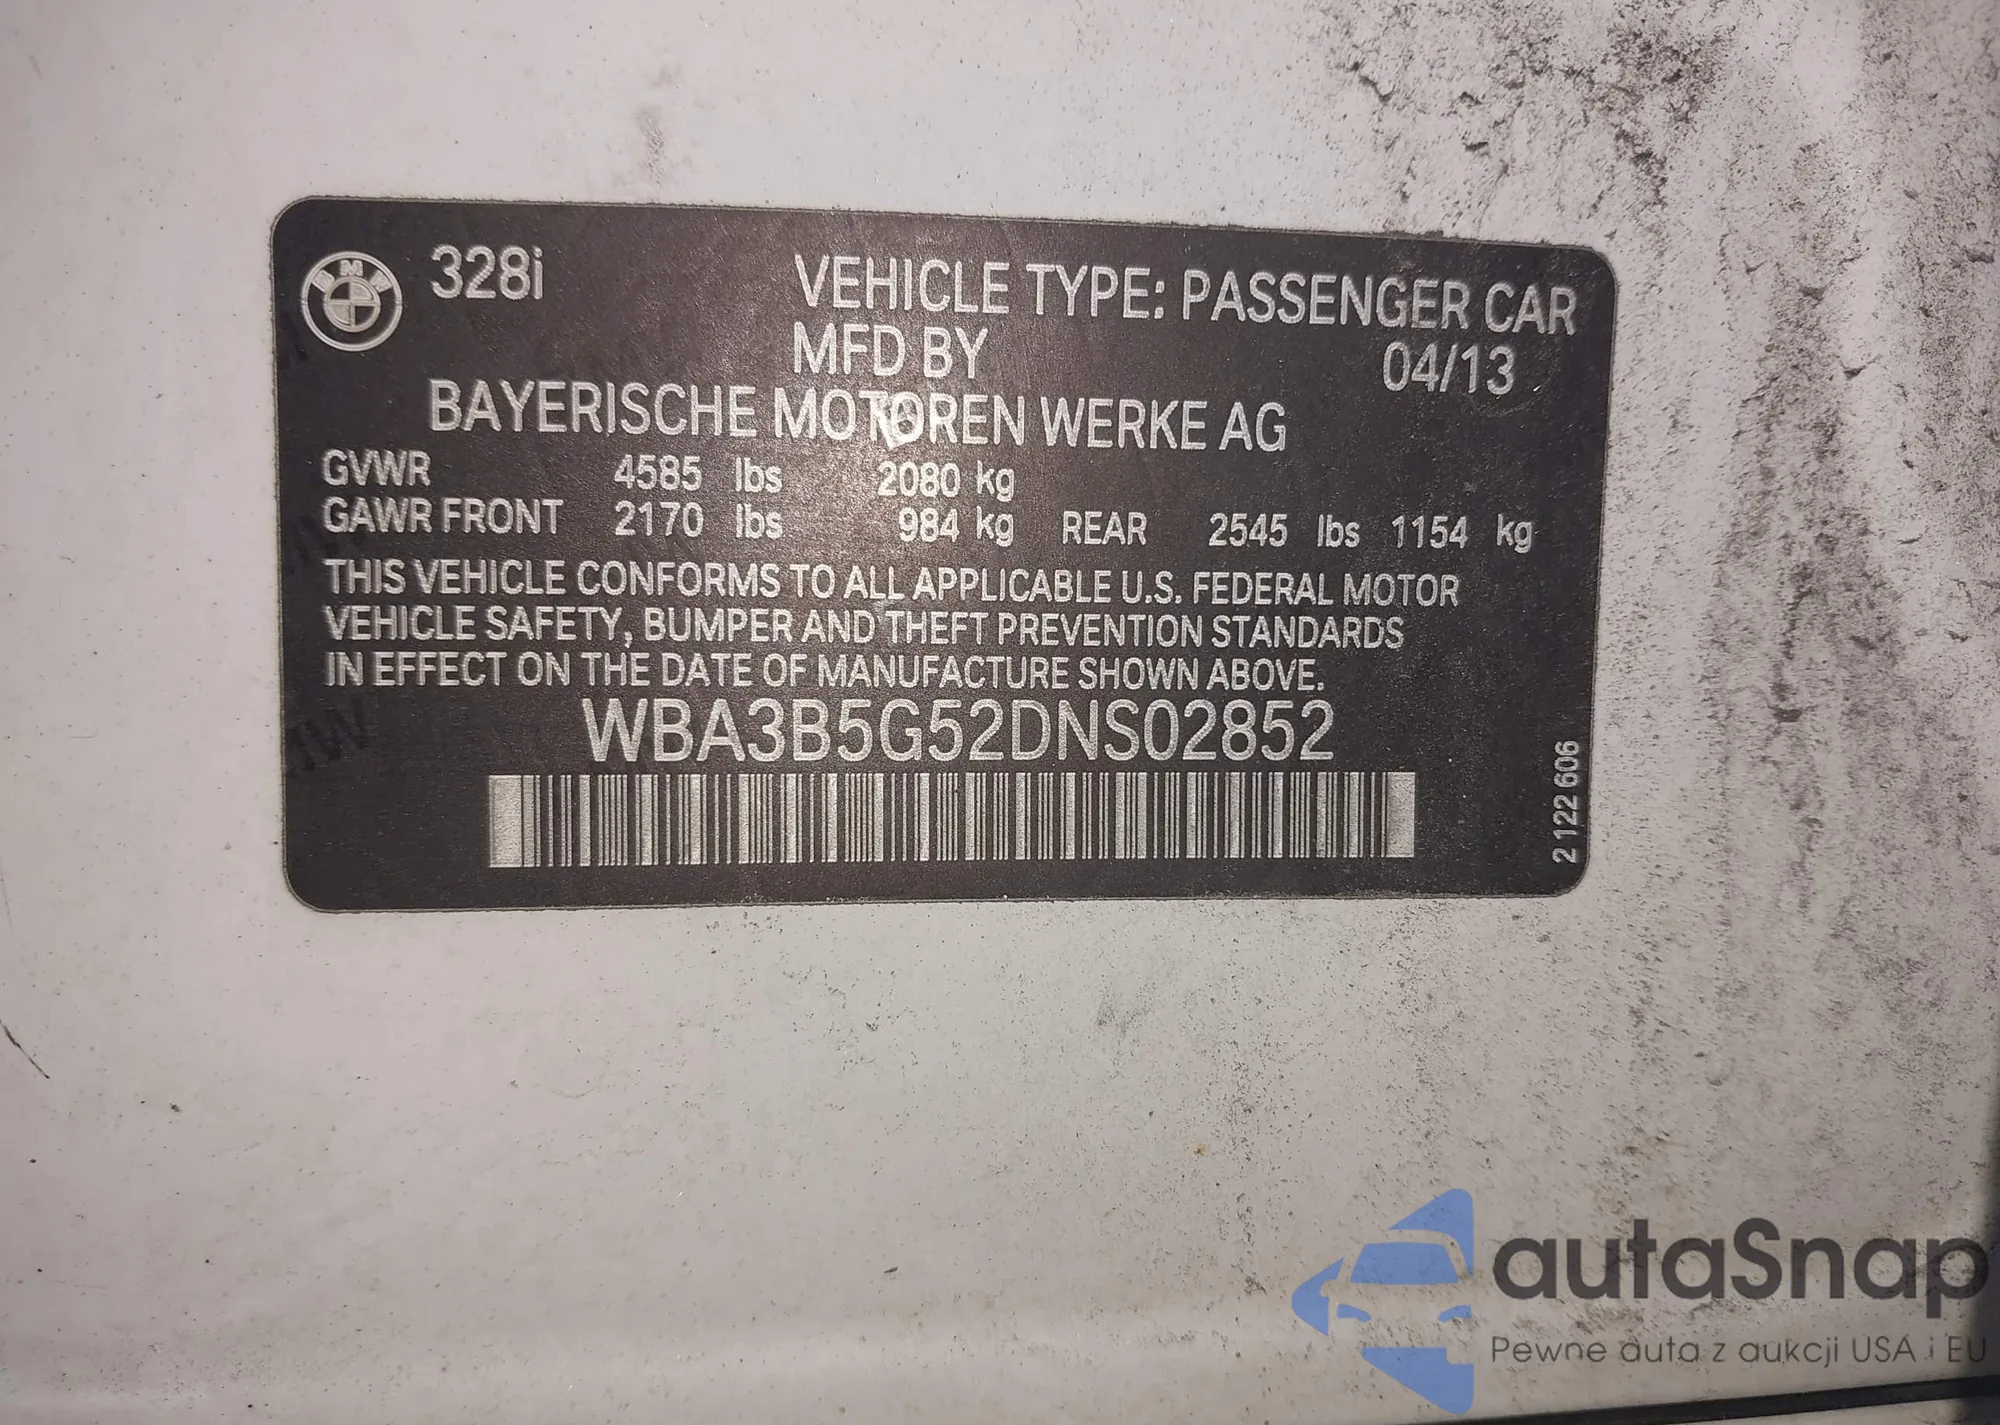 BMW 328i VEHICLE TYPE: PASSENGER CAR
MFD BY 04/13
BAYERISCHE MOTOREN WERKE AG
GVWR 4585 lbs 2080 kg
GAWR FRONT 2170 lbs 984 kg REAR 2545 lbs 1154 kg
THIS VEHICLE CONFORMS TO ALL APPLICABLE U.S. FEDERAL MOTOR
VEHICLE SAFETY, BUMPER AND THEFT PREVENTION STANDARDS
IN EFFECT ON THE DATE OF MANUFACTURE SHOWN ABOVE.
WBA3B5G52DNS02852
2 122 606
autaSnap
Pewne auta z aukcji USA i EU